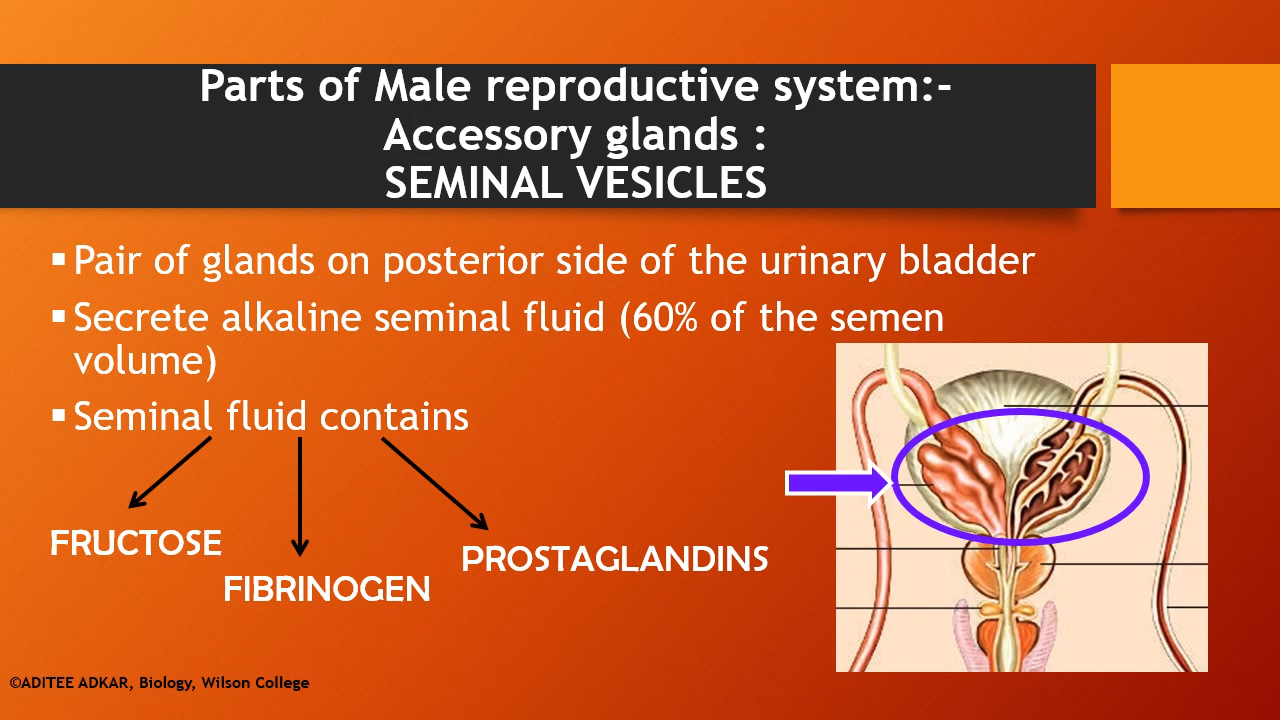 Parts of Male reproductive system:-
Accessory glands :
SEMINAL VESICLES
▪ Pair of glands on posterior side of the urinary bladder
▪ Secrete alkaline seminal fluid (60% of the semen
volume)
▪ Seminal fluid contains
FRUCTOSE
FIBRINOGEN
PROSTAGLANDINS
©ADITEE ADKAR, Biology, Wilson College